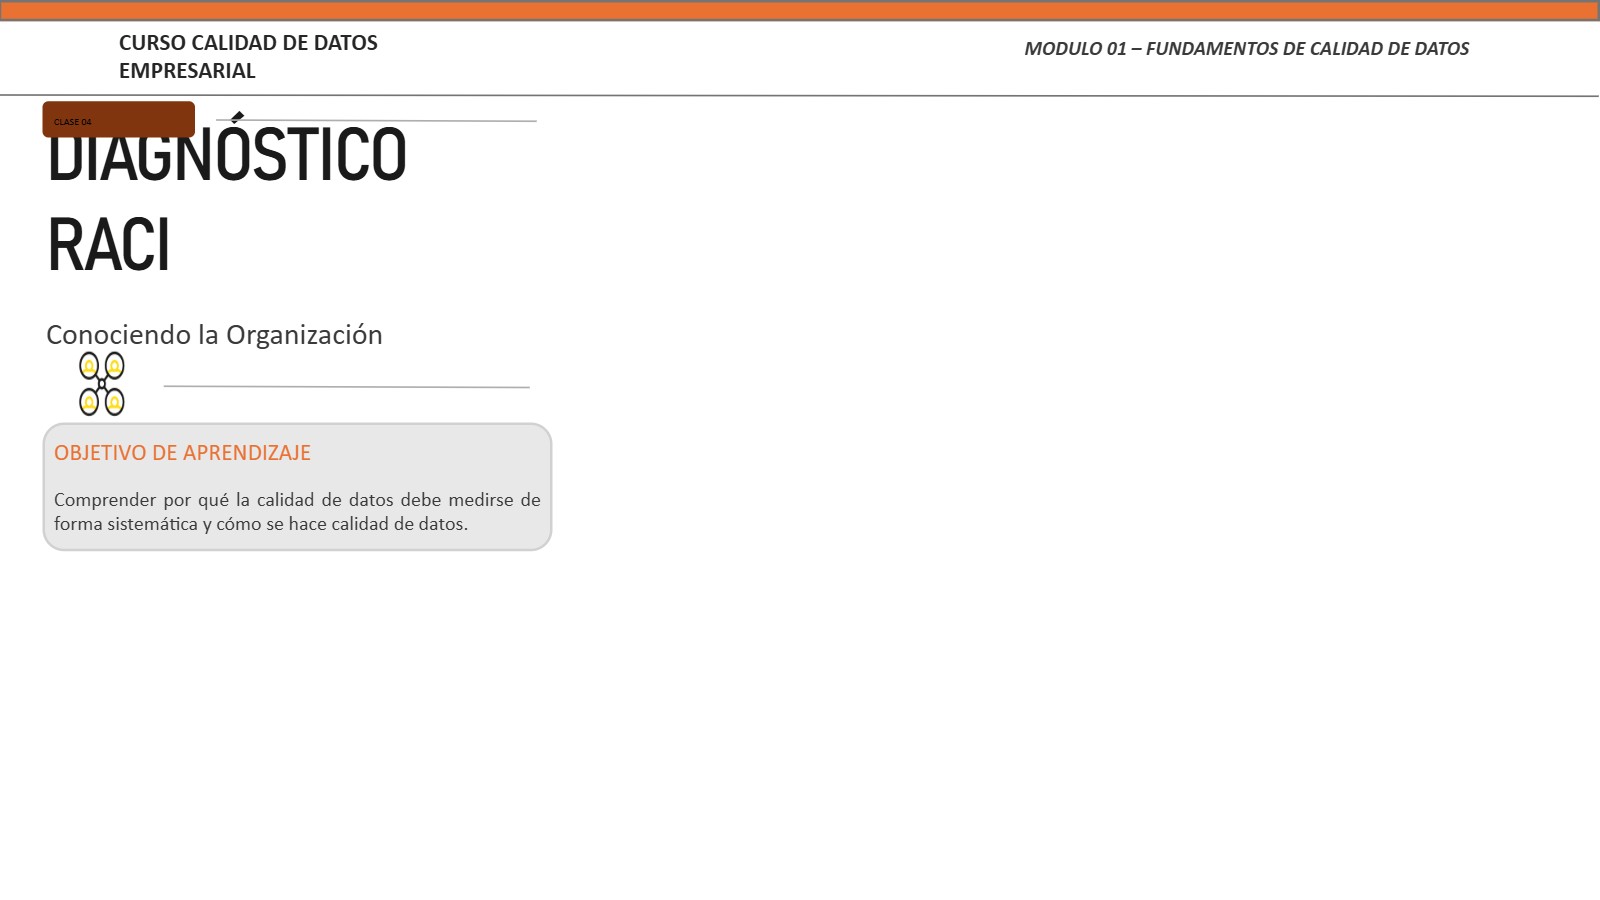 CURSO CALIDAD DE DATOS
EMPRESARIAL
MODULO 01 – FUNDAMENTOS DE CALIDAD DE DATOS
CLASE 04
DIAGNÓSTICO
RACI
Conociendo la Organización
OBJETIVO DE APRENDIZAJE
Comprender por qué la calidad de datos debe medirse de
forma sistemática y cómo se hace calidad de datos.